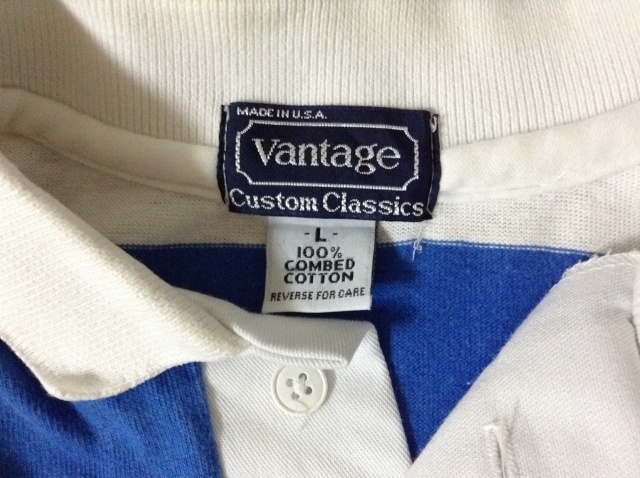 MADE IN U.S.A.
Vantage
Custom Classics
- L -
100%
COMBED
COTTON
REVERSE FOR CARE